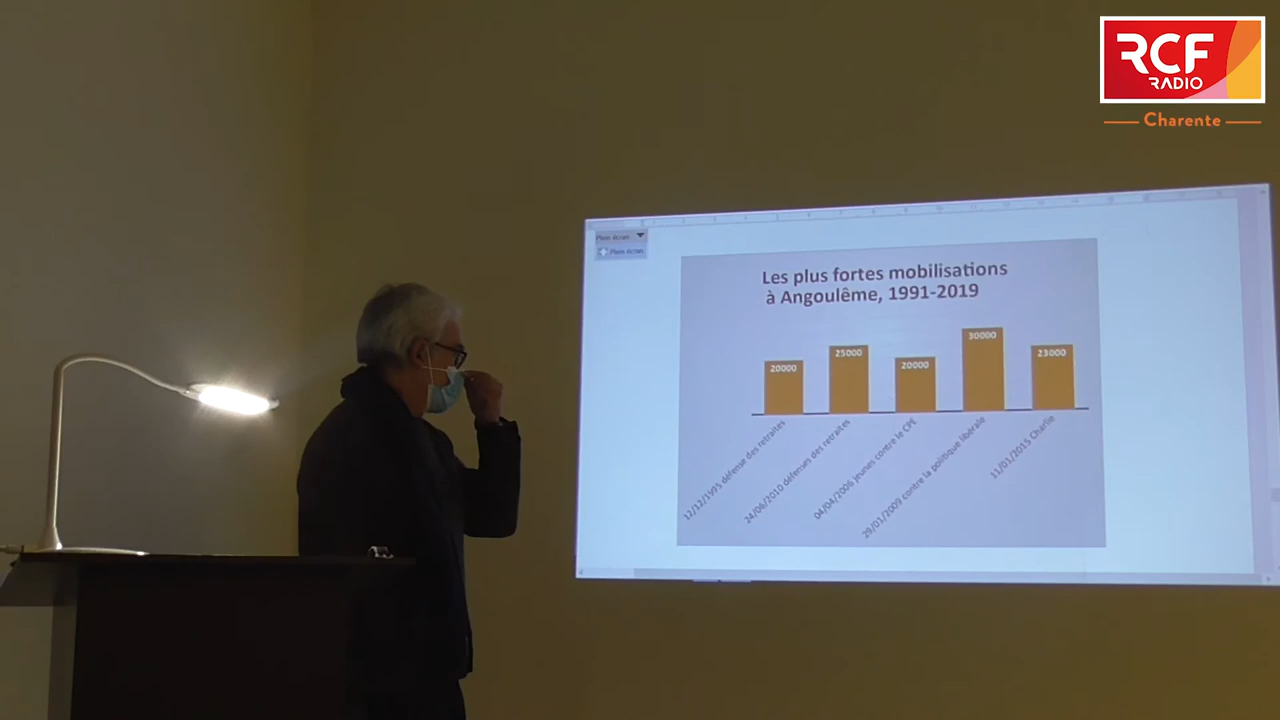 RCF
RADIO
Charente
Plein écran
Plein écran
Les plus fortes mobilisations
à Angoulême, 1991-2019
20000
25000
20000
30000
23000
12/12/1995 défense des retraites
24/06/2010 défenses des retraites
04/04/2006 jeunes contre le CPE
29/01/2009 contre la politique libérale
11/01/2015 Charlie